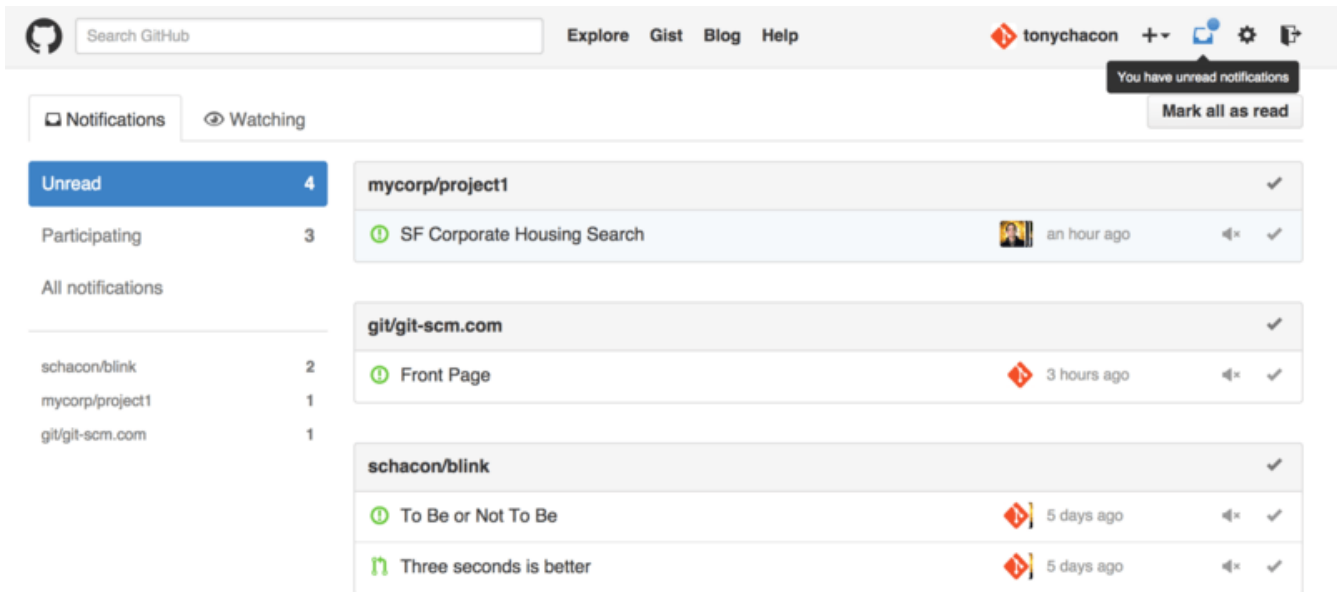 Search GitHub Explore Gist Blog Help tonychacon
You have unread notifications
Notifications Watching Mark all as read
Unread 4
Participating 3
All notifications
schacon/blink 2
mycorp/project1 1
git/git-scm.com 1
mycorp/project1
SF Corporate Housing Search an hour ago
git/git-scm.com
Front Page 3 hours ago
schacon/blink
To Be or Not To Be 5 days ago
Three seconds is better 5 days ago